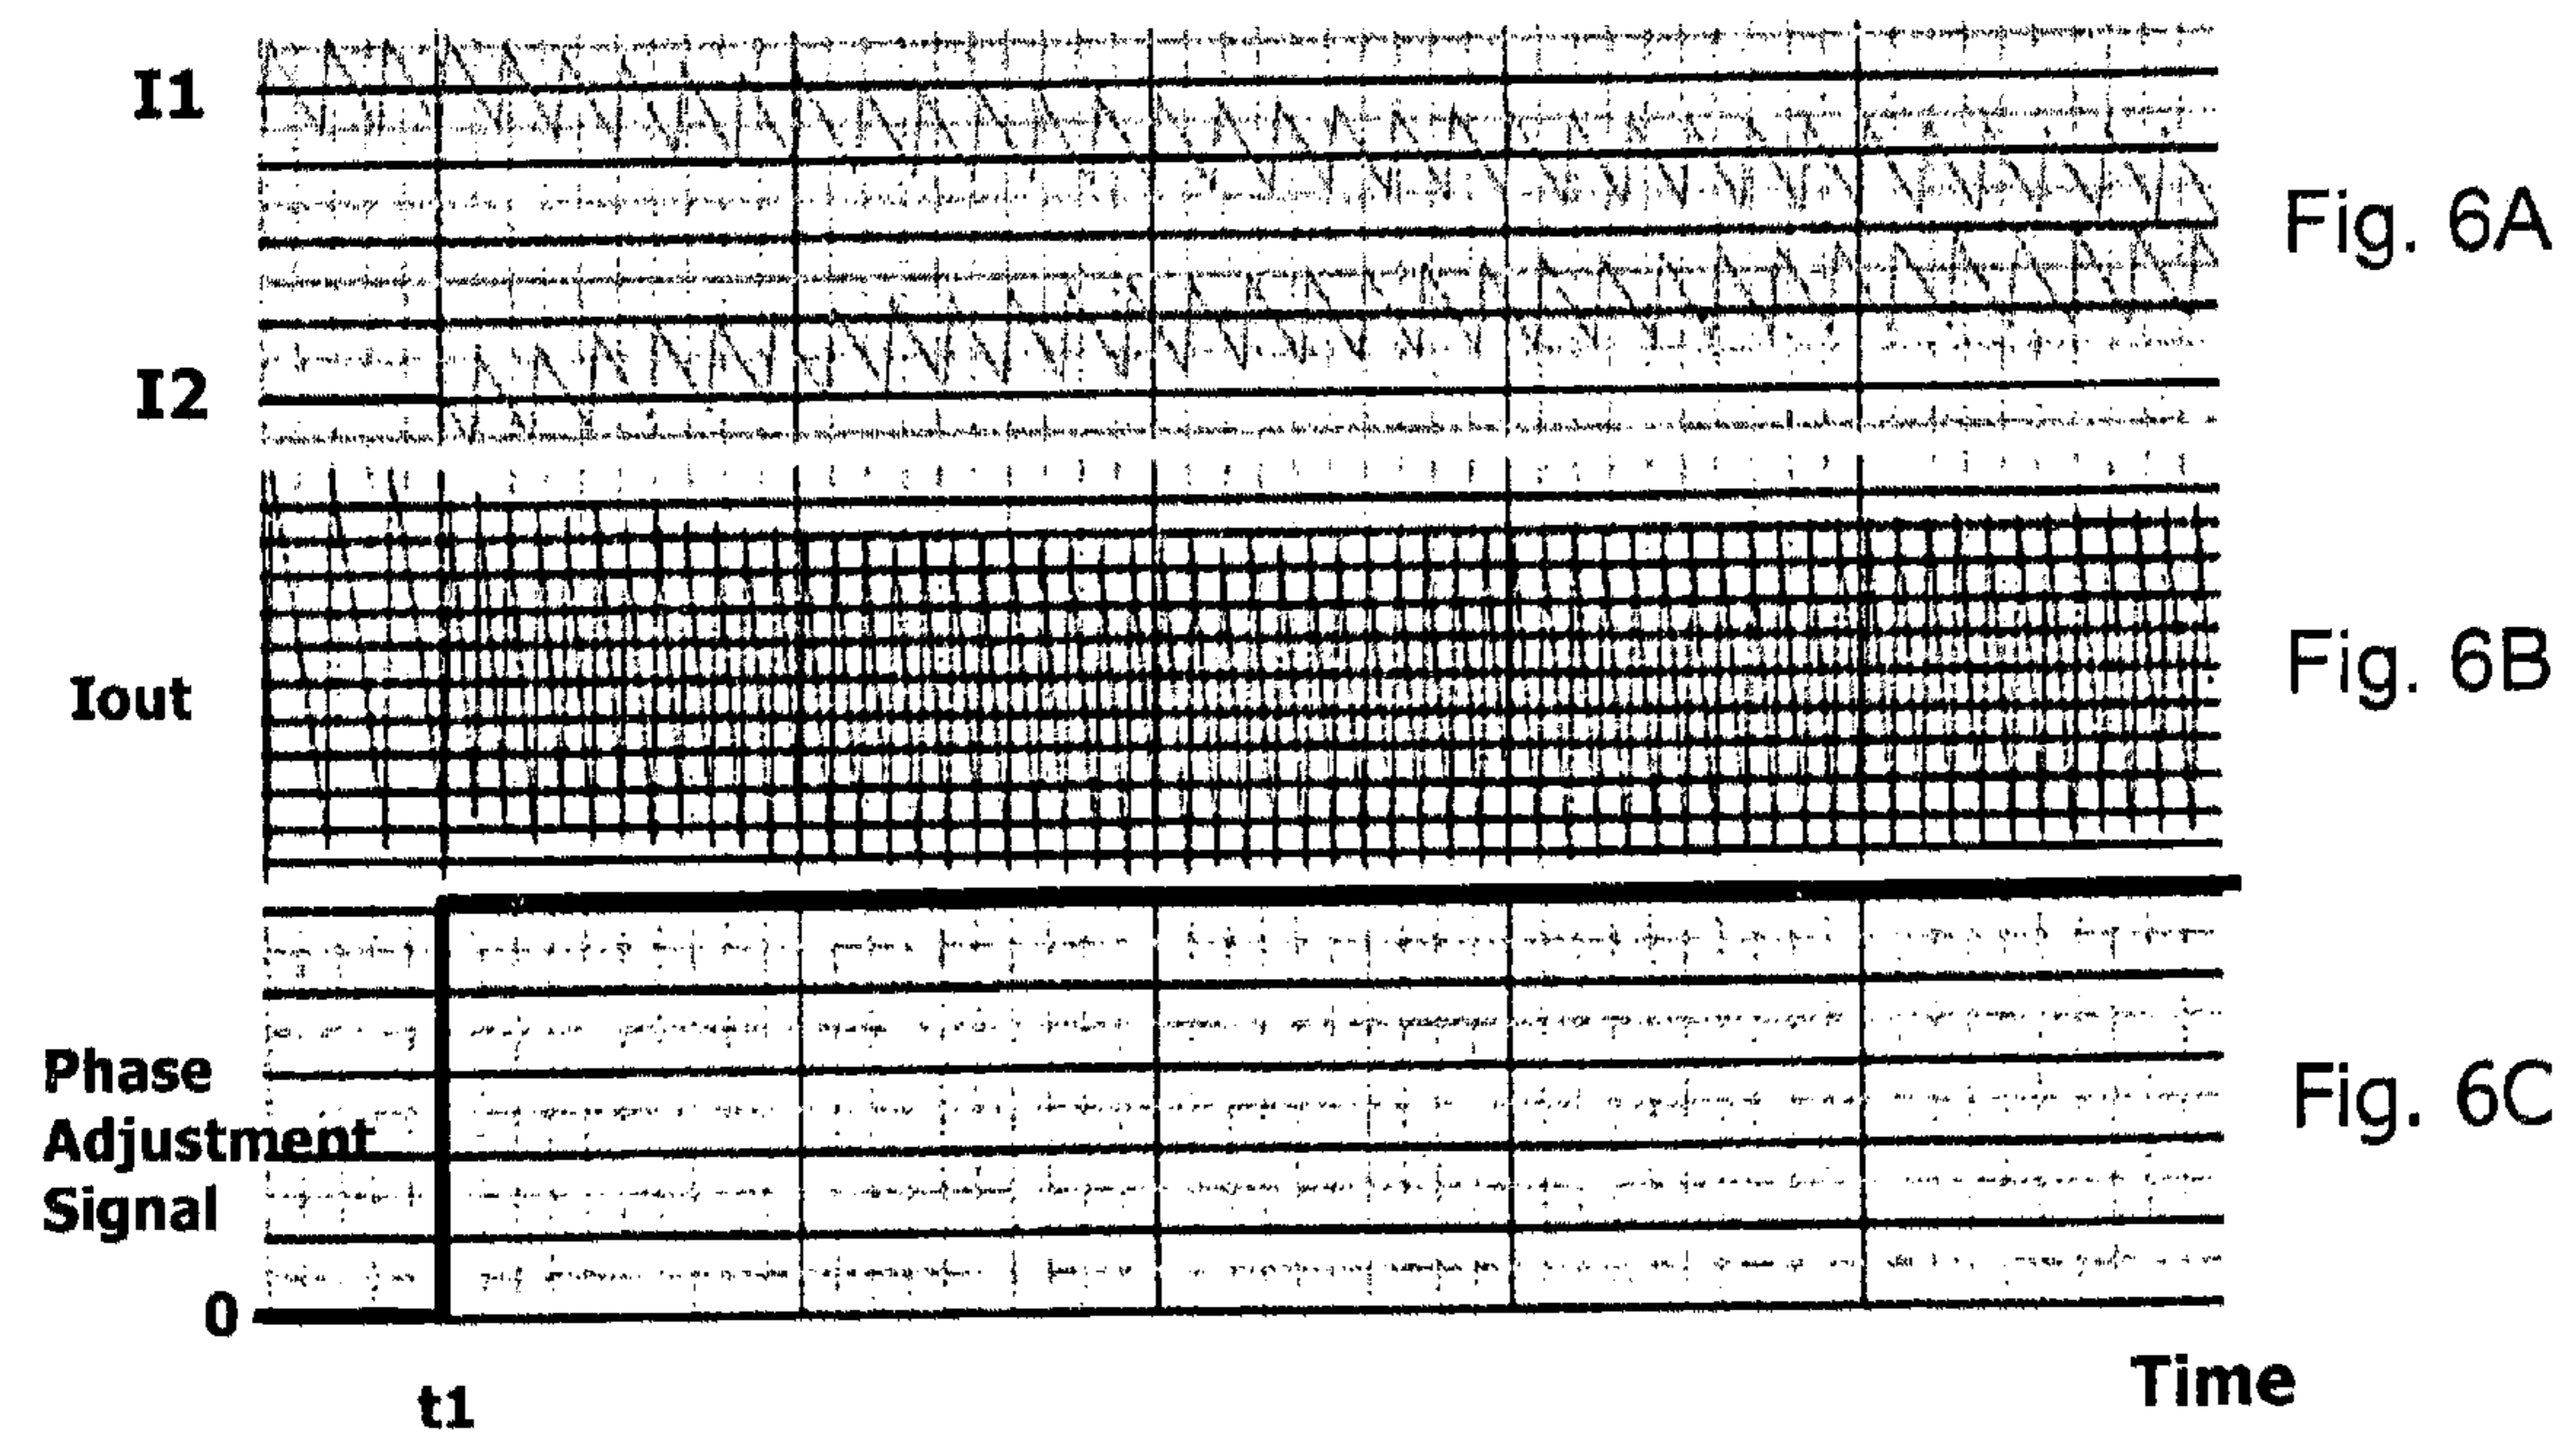 I1
Fig. 6A
I2
Iout
Fig. 6B
Phase
Adjustment
Signal
Fig. 6C
0
t1
Time